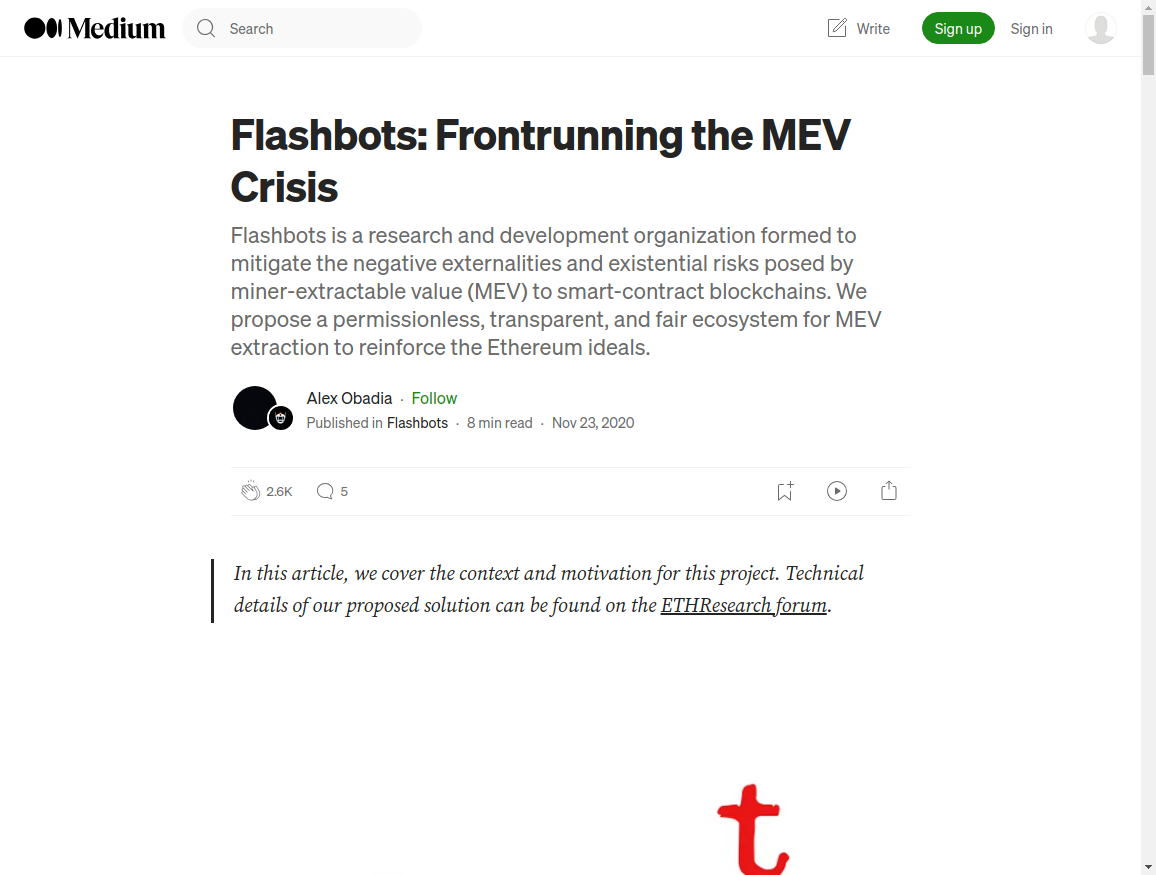 Medium
Search
Write
Sign up
Sign in
Flashbots: Frontrunning the MEV
Crisis
Flashbots is a research and development organization formed to
mitigate the negative externalities and existential risks posed by
miner-extractable value (MEV) to smart-contract blockchains. We
propose a permissionless, transparent, and fair ecosystem for MEV
extraction to reinforce the Ethereum ideals.
Alex Obadia · Follow
Published in Flashbots · 8 min read · Nov 23, 2020
2.6K
5
In this article, we cover the context and motivation for this project. Technical
details of our proposed solution can be found on the ETHResearch forum.
t